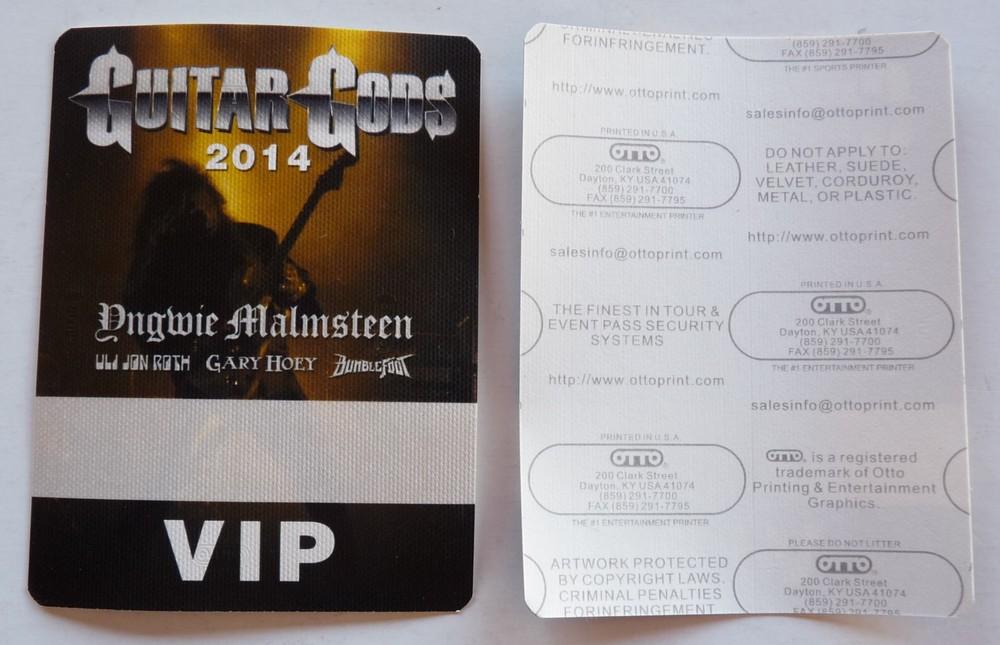 GUITAR GODS
2014
Yngwie Malmsteen
ULI JON ROTH GARY HOEY BUMBLEFOOT
VIP
FORINFRINGEMENT.
http://www.ottoprint.com
PRINTED IN U.S.A.
OTTO®
200 Clark Street
Dayton, KY USA 41074
(859) 291-7700
FAX (859) 291-7795
THE #1 ENTERTAINMENT PRINTER
salesinfo@ottoprint.com
THE FINEST IN TOUR &
EVENT PASS SECURITY
SYSTEMS
http://www.ottoprint.com
PRINTED IN U.S.A.
OTTO®
200 Clark Street
Dayton, KY USA 41074
(859) 291-7700
FAX (859) 291-7795
THE #1 ENTERTAINMENT PRINTER
ARTWORK PROTECTED
BY COPYRIGHT LAWS.
CRIMINAL PENALTIES
FORINFRINGEMENT.
(859) 291-7700
FAX (859) 291-7795
THE #1 SPORTS PRINTER
salesinfo@ottoprint.com
DO NOT APPLY TO:
LEATHER, SUEDE,
VELVET, CORDUROY,
METAL, OR PLASTIC.
http://www.ottoprint.com
PRINTED IN U.S.A.
OTTO®
200 Clark Street
Dayton, KY USA 41074
(859) 291-7700
FAX (859) 291-7795
THE #1 ENTERTAINMENT PRINTER
salesinfo@ottoprint.com
OTTO® is a registered
trademark of Otto
Printing & Entertainment
Graphics.
PLEASE DO NOT LITTER
OTTO®
200 Clark Street
Dayton, KY USA 41074
(859) 291-7700
FAX (859) 291-7795